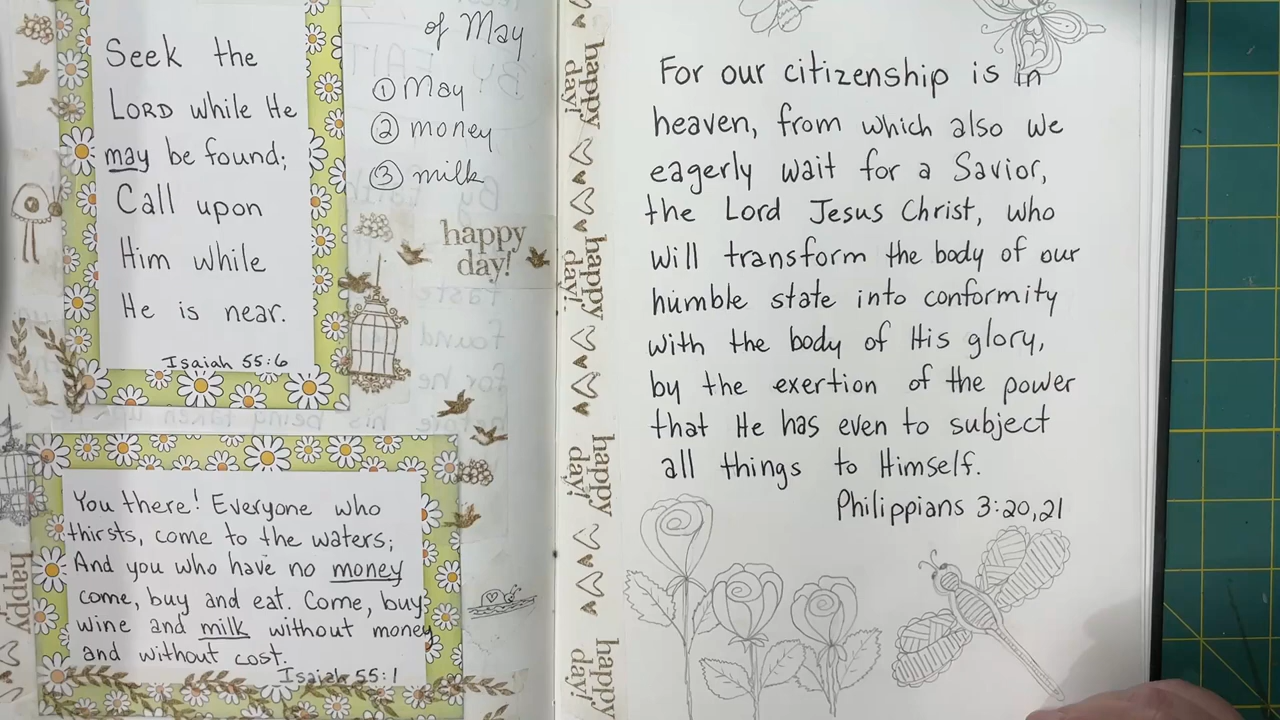 Seek the
LORD while He
may be found;
Call upon
Him while
He is near.
Isaiah 55:6
of May
① May
② money
③ milk
happy
day!
You there! Everyone who
thirsts, come to the waters;
And you who have no money
come, buy and eat. Come, buy
wine and milk without money
and without cost.
Isaiah 55:1
happy
happy
day!
happy
day!
happy
day!
happy
day!
For our citizenship is in
heaven, from which also we
eagerly wait for a Savior,
the Lord Jesus Christ, who
will transform the body of our
humble state into conformity
with the body of His glory,
by the exertion of the power
that He has even to subject
all things to Himself.
Philippians 3:20,21